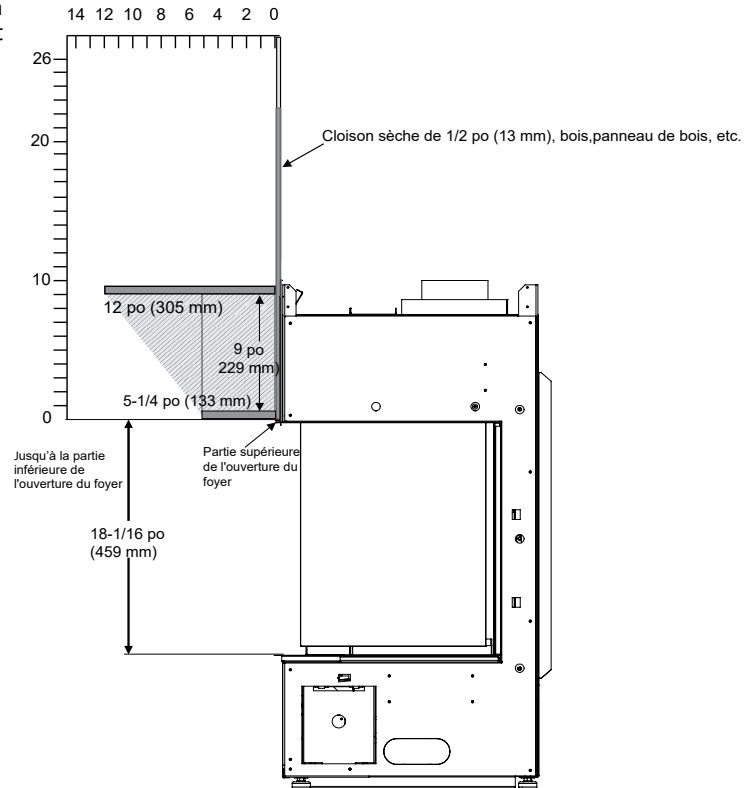 14 12 10 8 6 4 2 0
26
20
10
0
Cloison sèche de 1/2 po (13 mm), bois,panneau de bois, etc.
12 po (305 mm)
9 po
229 mm)
5-1/4 po (133 mm)
Jusqu'à la partie
inférieure de
l'ouverture du foyer
Partie supérieure
de l'ouverture du
foyer
18-1/16 po
(459 mm)